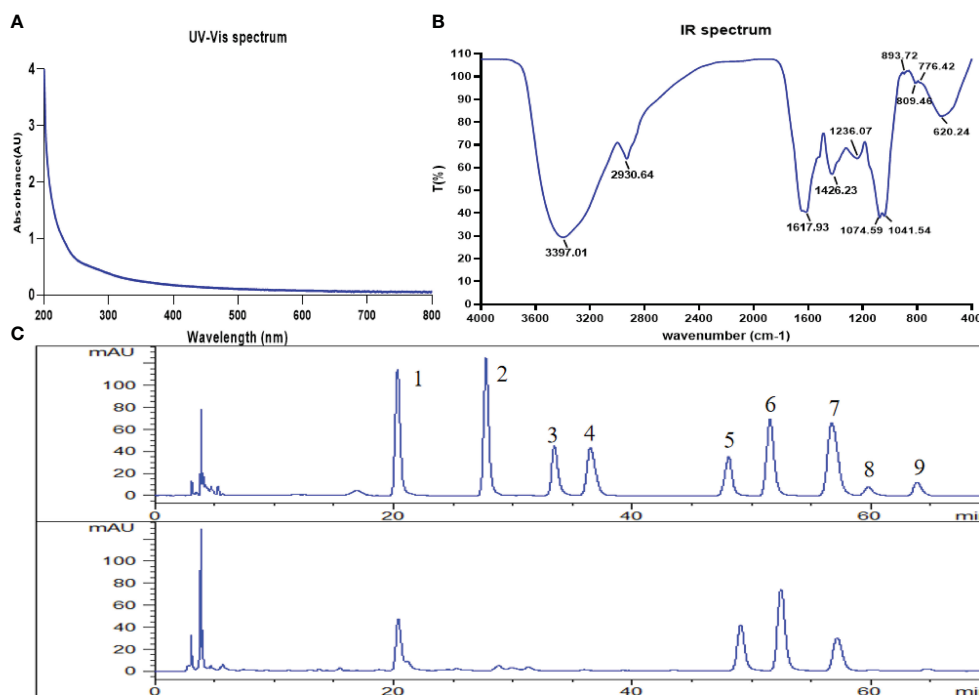 A
UV-Vis spectrum
Absorbance(AU)
4
3
2
1
0
200 300 400 500 600 700 800
Wavelength (nm)
B
IR spectrum
T(%)
110
100
90
80
70
60
50
40
30
20
10
0
893.72
776.42
809.46
620.24
1236.07
2930.64
1426.23
1617.93
1074.59 1041.54
3397.01
4000 3600 3200 2800 2400 2000 1600 1200 800 400
wavenumber (cm-1)
C
mAU
100
80
60
40
20
0
1 2 3 4 5 6 7 8 9
0 20 40 60 mi
mAU
100
80
60
40
20
0
0 20 40 60 mi